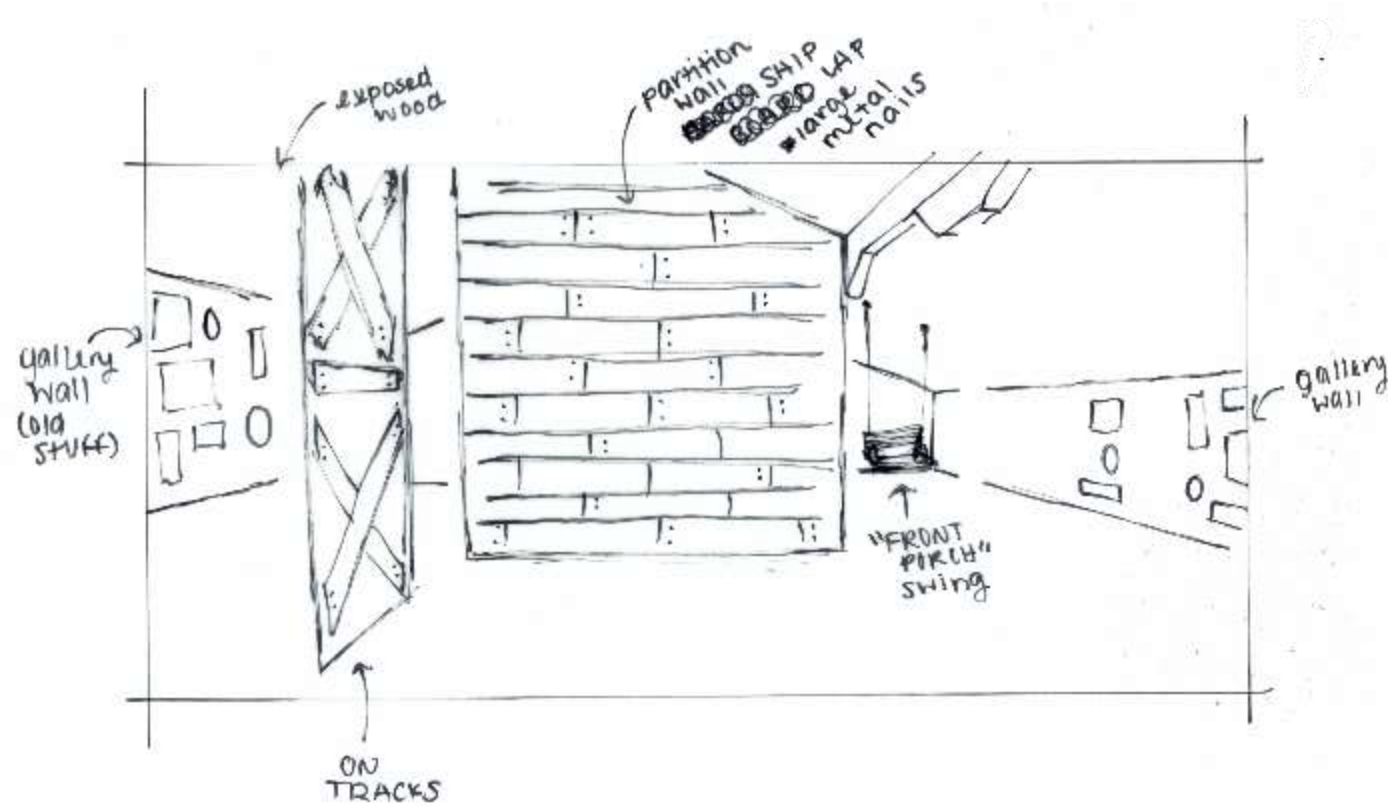 exposed
wood
partition
wall
SHIP
LAP
large
metal
nails
gallery
wall
(old
STUFF)
gallery
wall
"FRONT
PORCH"
swing
ON
TRACKS